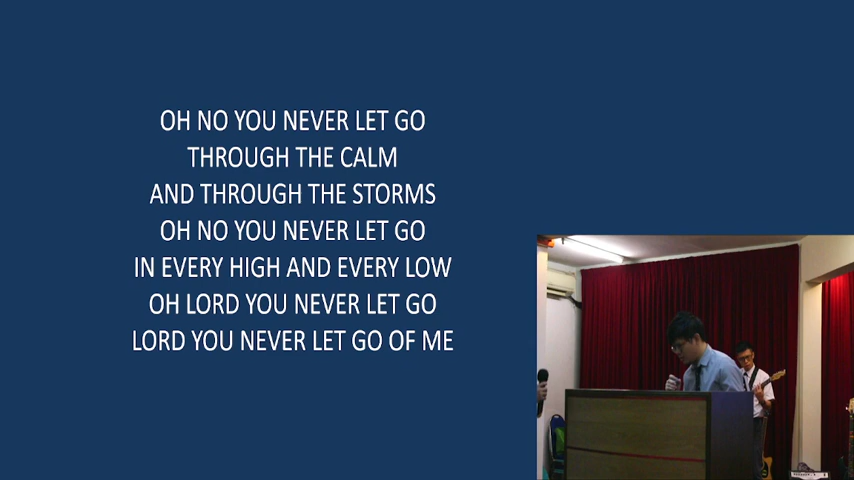 OH NO YOU NEVER LET GO
THROUGH THE CALM
AND THROUGH THE STORMS
OH NO YOU NEVER LET GO
IN EVERY HIGH AND EVERY LOW
OH LORD YOU NEVER LET GO
LORD YOU NEVER LET GO OF ME